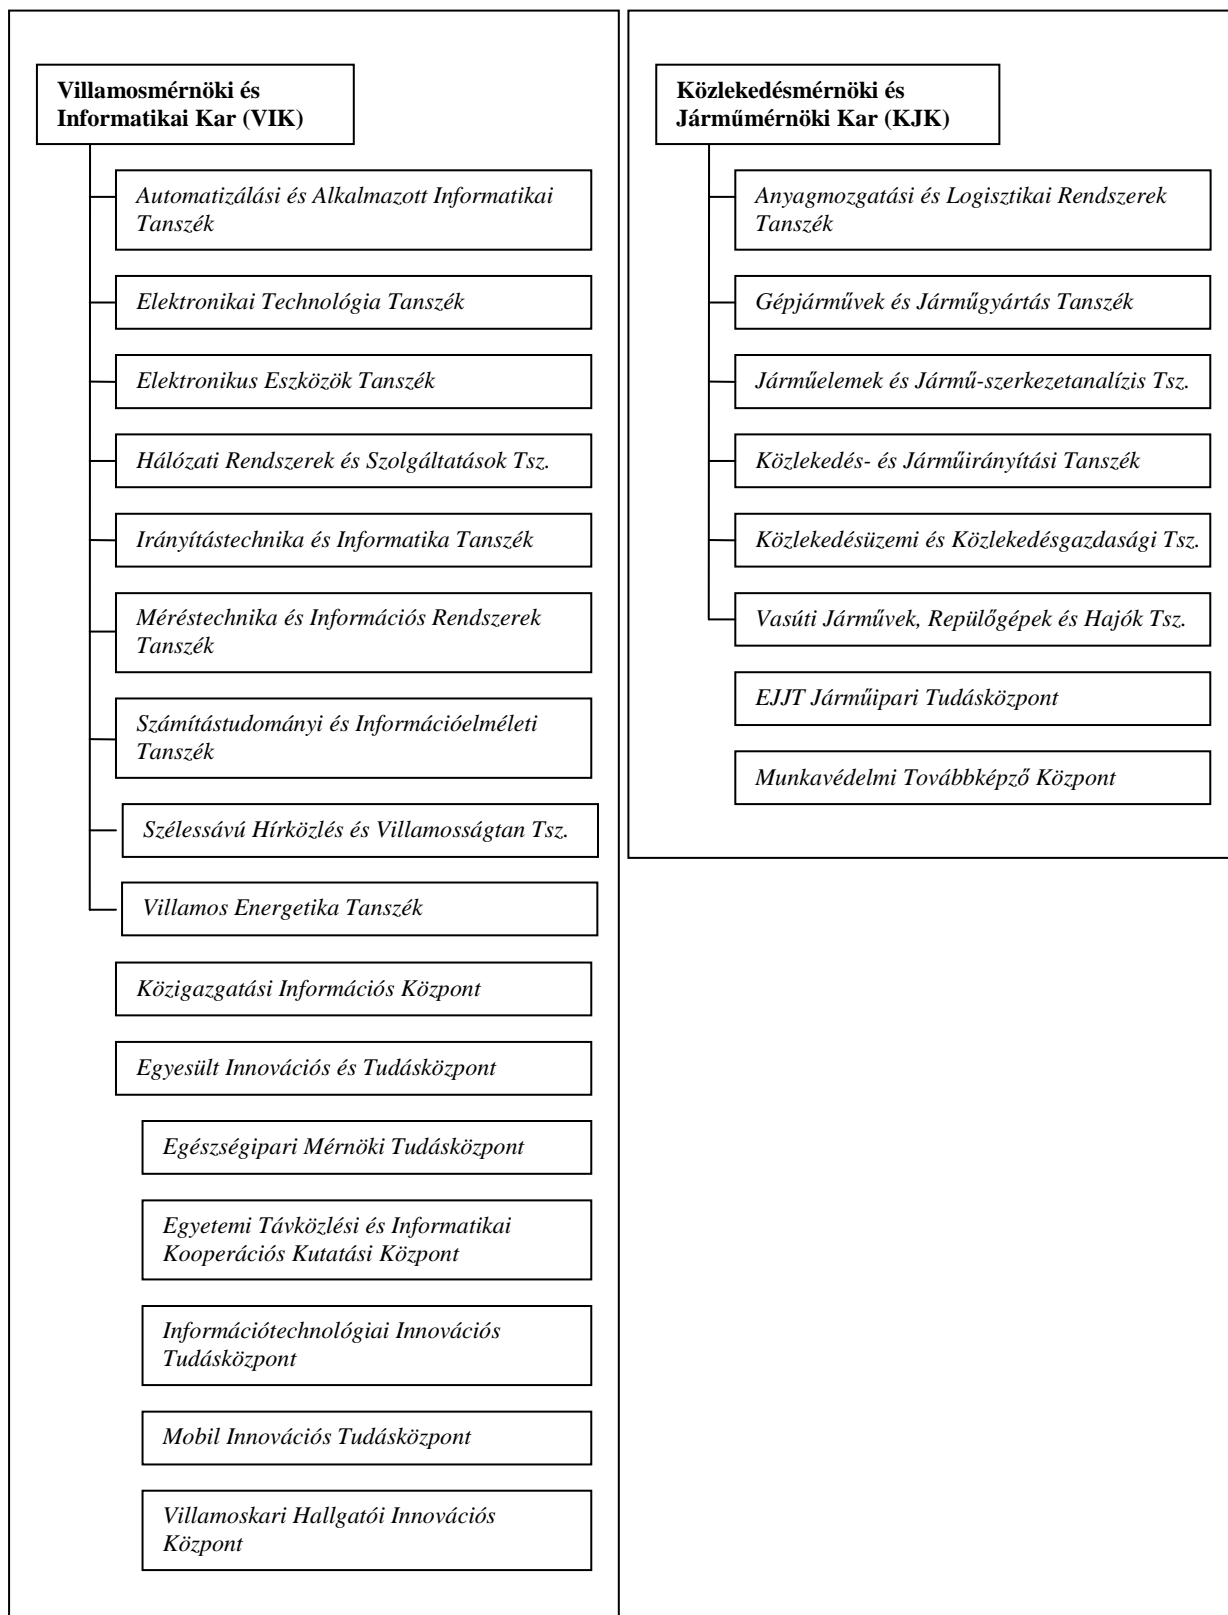 Villamosmérnöki és
Informatikai Kar (VIK)
Automatizálási és Alkalmazott Informatikai
Tanszék
Elektronikai Technológia Tanszék
Elektronikus Eszközök Tanszék
Hálózati Rendszerek és Szolgáltatások Tsz.
Irányítástechnika és Informatika Tanszék
Méréstechnika és Információs Rendszerek
Tanszék
Számítástudományi és Információelméleti
Tanszék
Szélessávú Hírközlés és Villamosságtan Tsz.
Villamos Energetika Tanszék
Közigazgatási Információs Központ
Egyesült Innovációs és Tudásközpont
Egészségipari Mérnöki Tudásközpont
Egyetemi Távközlési és Informatikai
Kooperációs Kutatási Központ
Információtechnológiai Innovációs
Tudásközpont
Mobil Innovációs Tudásközpont
Villamoskari Hallgatói Innovációs
Központ
Közlekedésmérnöki és
Járműmérnöki Kar (KJK)
Anyagmozgatási és Logisztikai Rendszerek
Tanszék
Gépjárművek és Járműgyártás Tanszék
Járműelemek és Jármű-szerkezetanalízis Tsz.
Közlekedés- és Járműirányítási Tanszék
Közlekedésüzemi és Közlekedésgazdasági Tsz.
Vasúti Járművek, Repülőgépek és Hajók Tsz.
EJJT Járműipari Tudásközpont
Munkavédelmi Továbbképző Központ